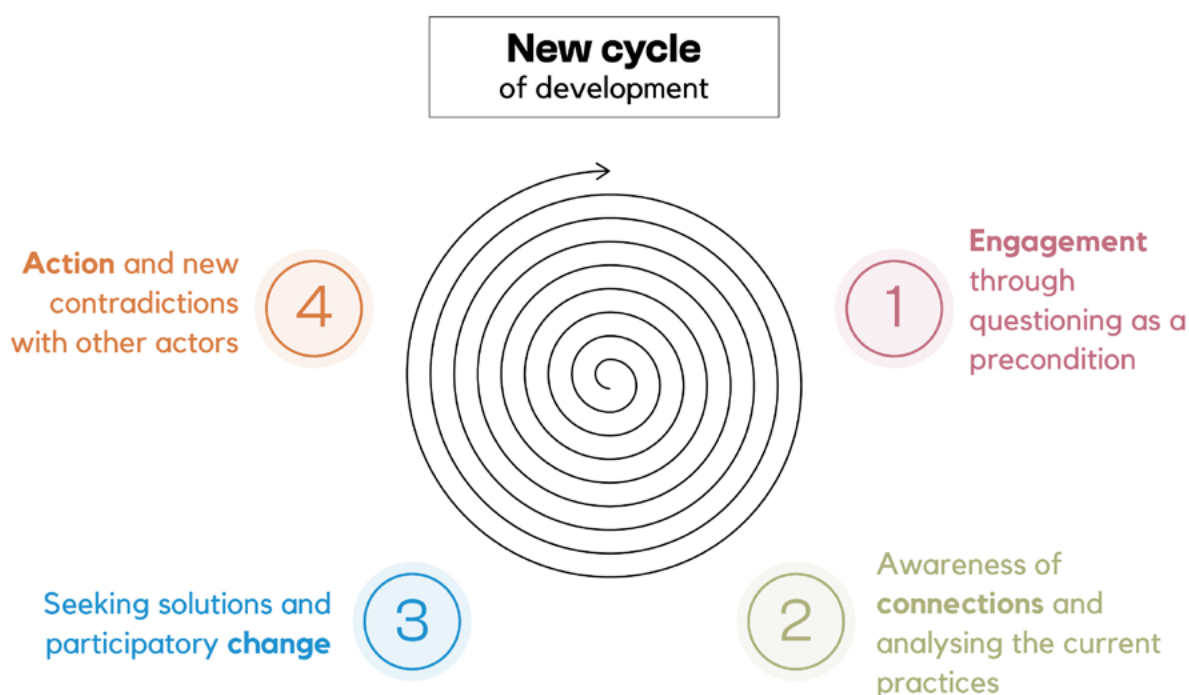 New cycle
of development
1
Engagement
through
questioning as a
precondition
2
Awareness of
connections and
analysing the current
practices
3
Seeking solutions and
participatory change
4
Action and new
contradictions
with other actors